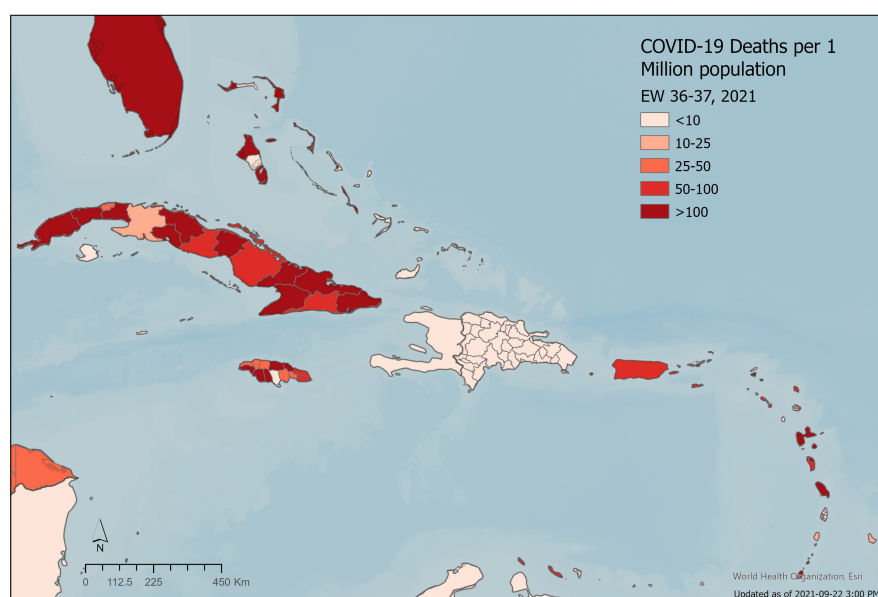 COVID-19 Deaths per 1
Million population
EW 36-37, 2021
<10
10-25
25-50
50-100
>100
N
0 112.5 225 450 Km
World Health Organization, Esri
Updated as of 2021-09-22 3:00 PM